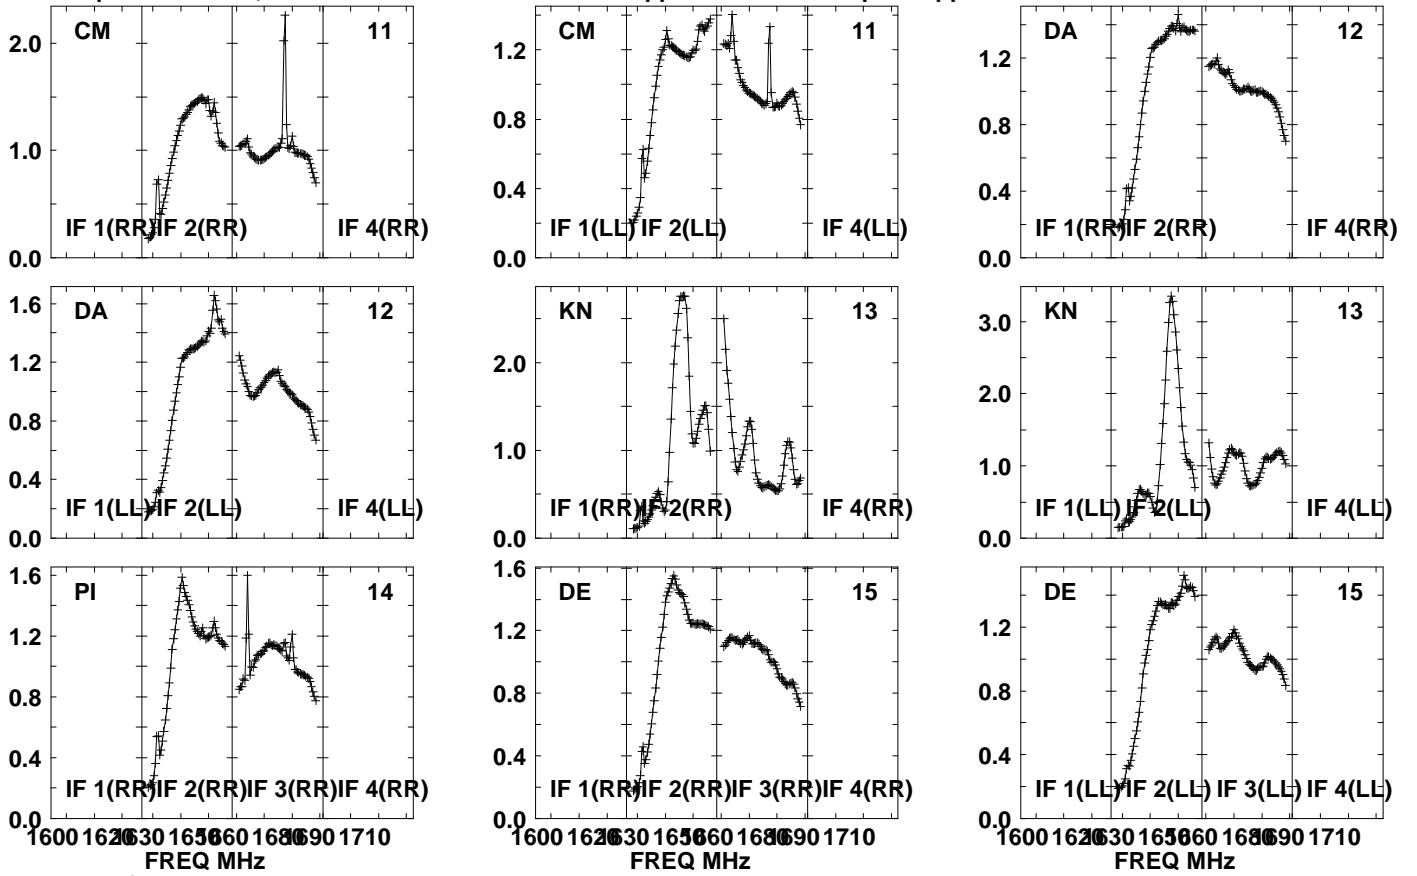 CM 11 CM 11 DA 12
2.0 1.2 1.2
1.0 0.8 0.8
0.4 0.4
IF 1(RR) IF 2(RR) IF 4(RR) IF 1(LL) IF 2(LL) IF 4(LL) IF 1(RR) IF 2(RR) IF 4(RR)
0.0 0.0 0.0
DA 12 KN 13 KN 13
1.6 2.0 3.0
1.2 1.0 2.0
0.8 1.0
0.4
IF 1(LL) IF 2(LL) IF 4(LL) IF 1(RR) IF 2(RR) IF 4(RR) IF 1(LL) IF 2(LL) IF 4(LL)
0.0 0.0 0.0
PI 14 DE 15 DE 15
1.6 1.6 1.2
1.2 1.2 0.8
0.8 0.8 0.4
0.4 0.4
IF 1(RR) IF 2(RR) IF 3(RR) IF 4(RR) IF 1(RR) IF 2(RR) IF 3(RR) IF 4(RR) IF 1(LL) IF 2(LL) IF 3(LL) IF 4(LL)
0.0 0.0 0.0
1600 1620 1630 1650 1660 1680 1690 1710 1600 1620 1630 1650 1660 1680 1690 1710 1600 1620 1630 1650 1660 1680 1690 1710
FREQ MHz FREQ MHz FREQ MHz